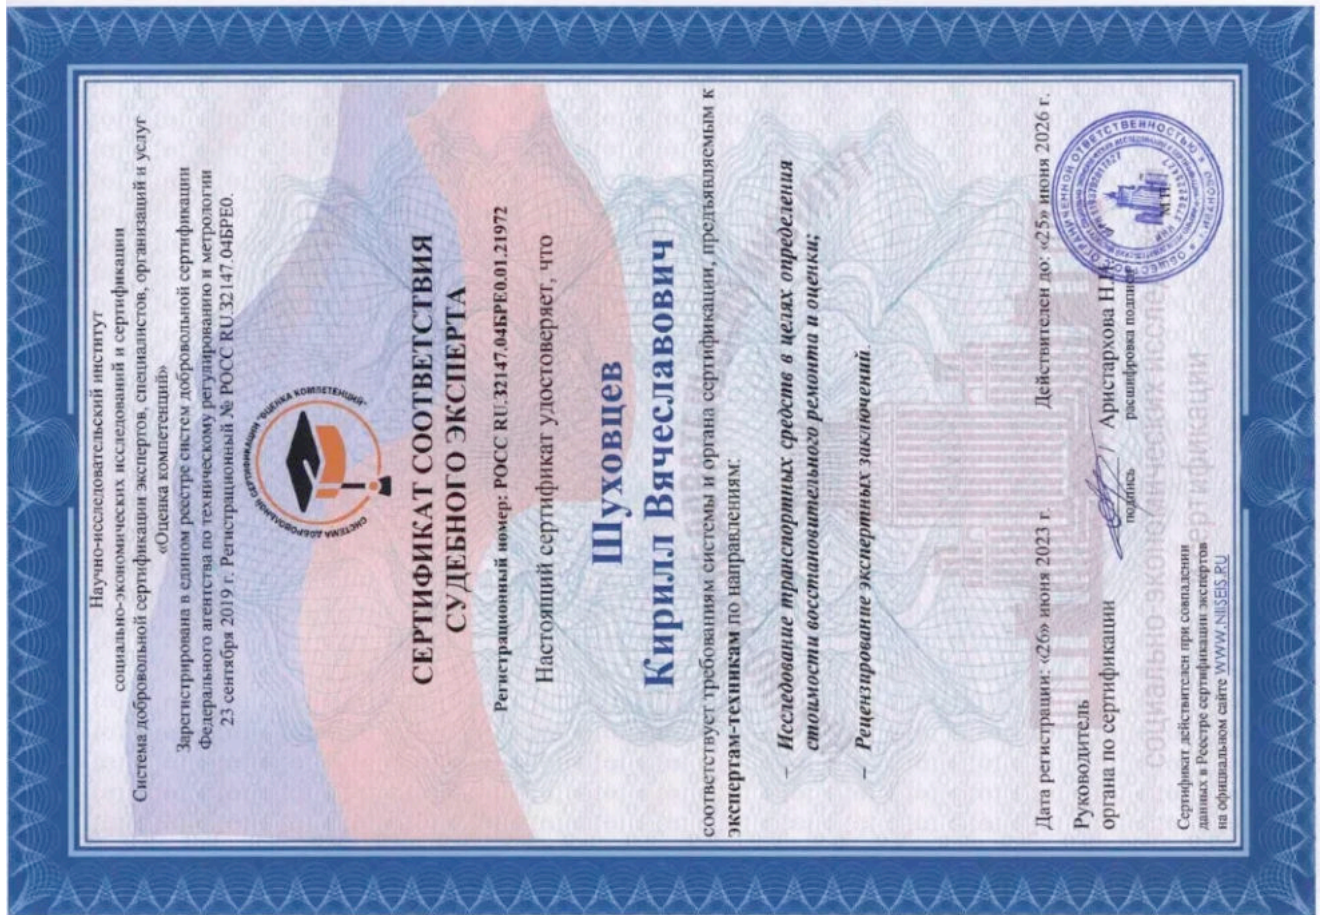 Научно-исследовательский институт
социально-экономических исследований и сертификации
Система добровольной сертификации экспертов, специалистов, организаций и услуг
«Оценка компетенций»
Зарегистрирована в едином реестре систем добровольной сертификации
Федерального агентства по техническому регулированию и метрологии
23 сентября 2019 г. Регистрационный № РОСС RU.32147.04БРЕ0.
СИСТЕМА ДОБРОВОЛЬНОЙ СЕРТИФИКАЦИИ "ОЦЕНКА КОМПЕТЕНЦИЙ"
СЕРТИФИКАТ СООТВЕТСТВИЯ
СУДЕБНОГО ЭКСПЕРТА
Регистрационный номер: РОСС RU.32147.04БРЕ0.01.21972
Настоящий сертификат удостоверяет, что
Шуховцев
Кирилл Вячеславович
соответствует требованиям системы и органа сертификации, предъявляемым к
экспертам-техникам по направлениям:
– Исследование транспортных средств в целях определения
стоимости восстановительного ремонта и оценки;
– Рецензирование экспертных заключений.
Дата регистрации: «26» июня 2023 г. Действителен до: «25» июня 2026 г.
Руководитель
органа по сертификации Аристархова Н.И.
подпись расшифровка подписи М.П.
Сертификат действителен при совпадении
данных в Реестре сертификации экспертов
на официальном сайте WWW.NIISEIS.RU